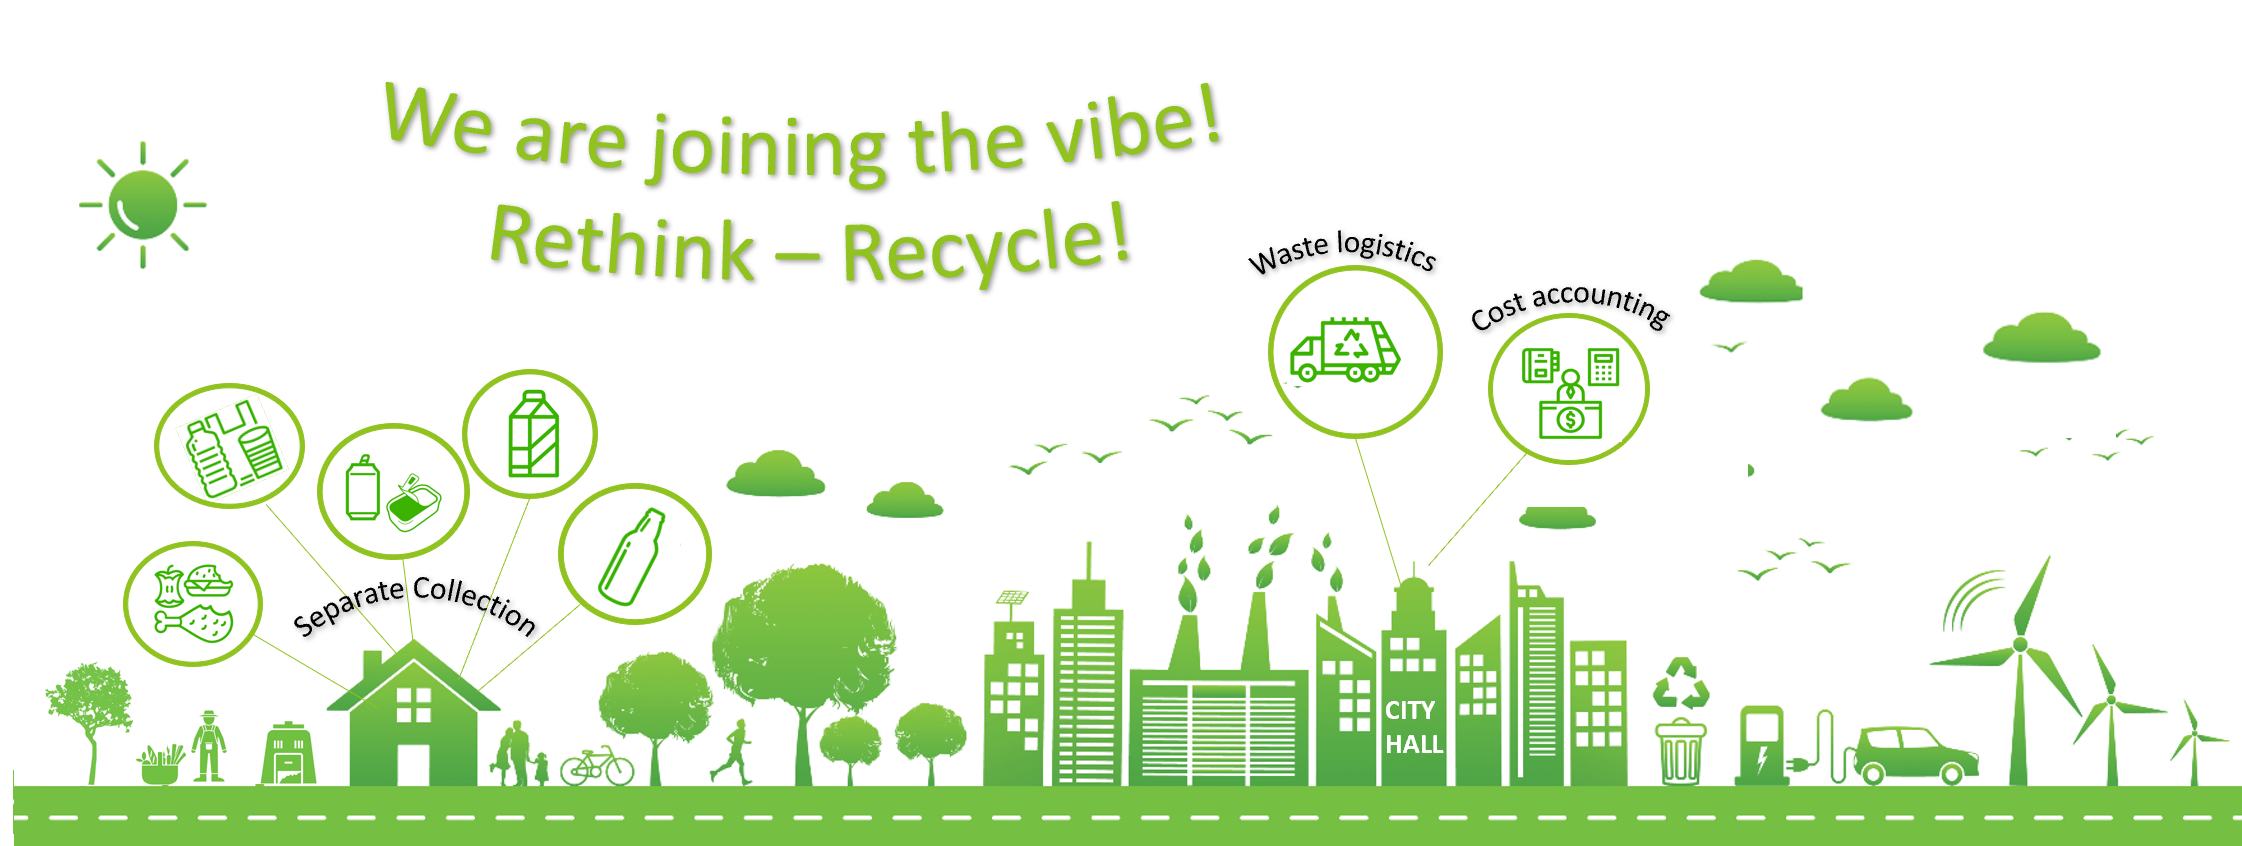 We are joining the vibe!
Rethink – Recycle!
Waste logistics
Cost accounting
Separate Collection
CITY
HALL
$